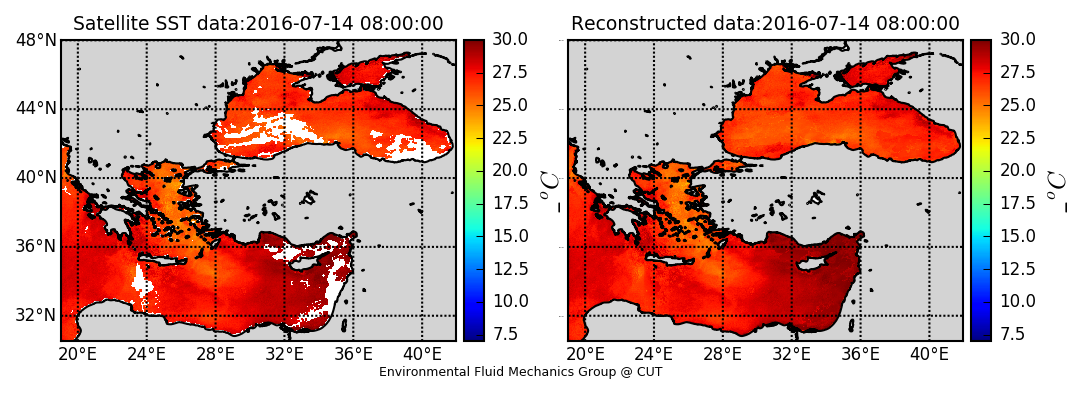 Satellite SST data:2016-07-14 08:00:00
Reconstructed data:2016-07-14 08:00:00
48°N
44°N
40°N
36°N
32°N
20°E 24°E 28°E 32°E 36°E 40°E
30.0
27.5
25.0
22.5
20.0
17.5
15.0
12.5
10.0
7.5
_ °C
20°E 24°E 28°E 32°E 36°E 40°E
30.0
27.5
25.0
22.5
20.0
17.5
15.0
12.5
10.0
7.5
_ °C
Environmental Fluid Mechanics Group @ CUT